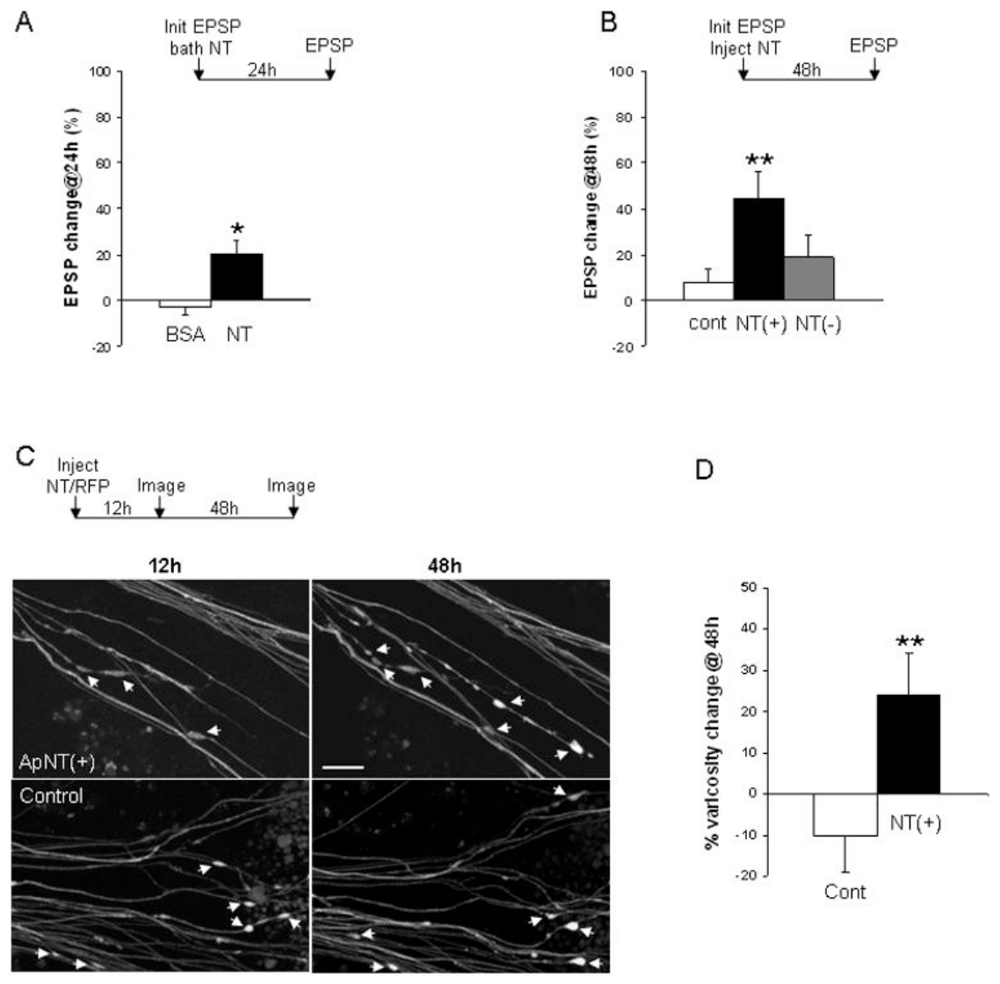 A
Init EPSP
bath NT
EPSP
24h
100
80
60
40
20
0
-20
EPSP change@24h (%)
*
BSA NT
B
Init EPSP
Inject NT
EPSP
48h
100
80
60
40
20
0
-20
EPSP change @48h (%)
**
cont NT(+) NT(-)
C
Inject
NT/RFP
Image
Image
12h
48h
12h
48h
ApNT(+)
Control
D
50
40
30
20
10
0
-10
-20
% varicosity change @ 48h
**
NT(+)
Cont